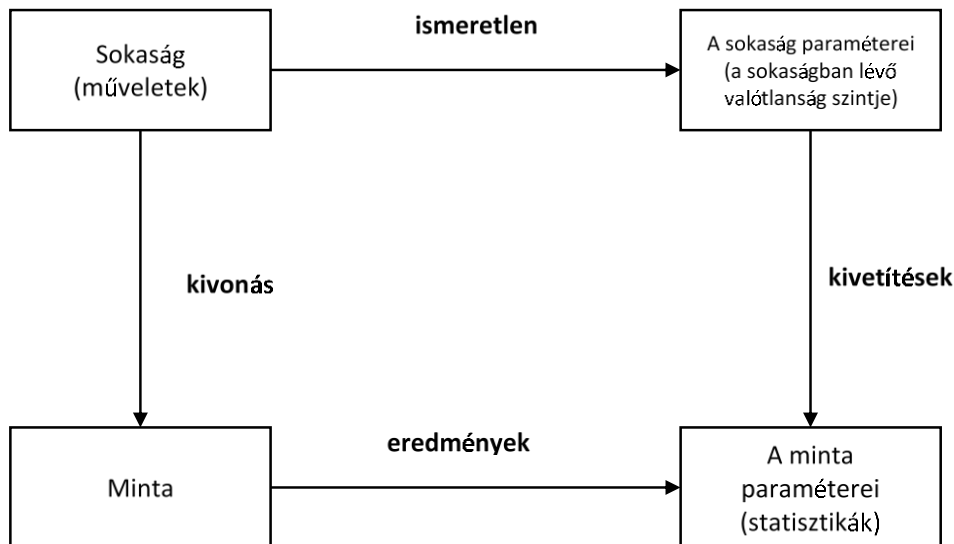 ismeretlen
Sokaság
(műveletek)
A sokaság paraméterei
(a sokaságban lévő
valótlanság szintje)
kivonás
kivetítések
eredmények
Minta
A minta
paraméterei
(statisztikák)